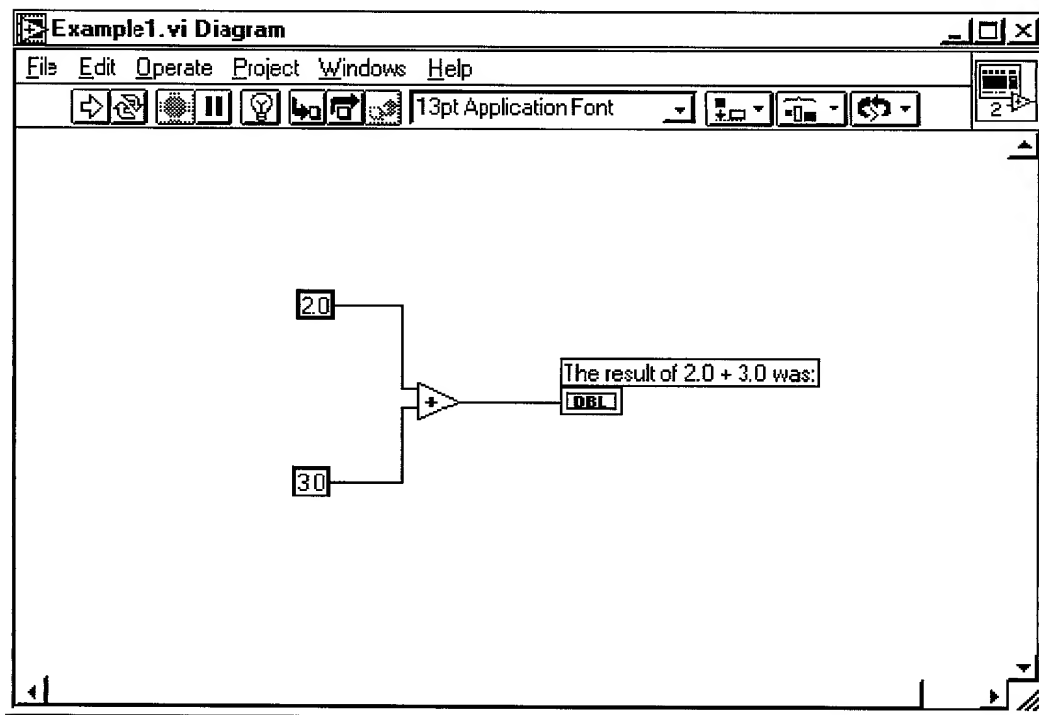 Example1.vi Diagram
File Edit Operate Project Windows Help
13pt Application Font
2
2.0
The result of 2.0 + 3.0 was:
+
DBL
3.0